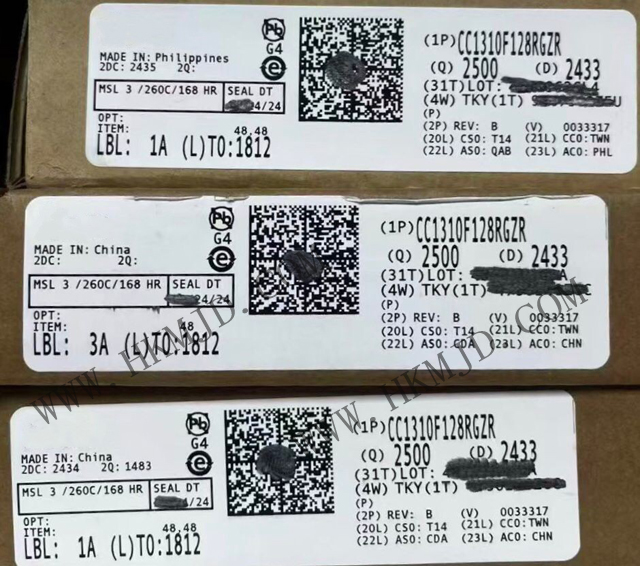 Pb
G4
e
MADE IN: Philippines
2DC: 2435 2Q:
MSL 3 /260C/168 HR SEAL DT
4/24
OPT:
ITEM: 48,48
LBL: 1A (L)TO:1812
(1P)CC1310F128RGZR
(Q) 2500 (D) 2433
(31T)LOT:
(4W) TKY(1T)
(P)
(2P) REV: B (V) 0033317
(20L) CSO: T14 (21L) CCO:TWN
(22L) ASO: QAB (23L) ACO: PHL
Pb
G4
MADE IN: China
2DC: 2Q:
MSL 3 /260C/168 HR SEAL DT
24/24
OPT:
ITEM: 48
LBL: 3A (L)TO:1812
(1P)CC1310F128RGZR
(Q) 2500 (D) 2433
(31T)LOT: A
(4W) TKY(1T)
(P)
(2P) REV: B (V) 0033317
(20L) CSO: T14 (21L) CCO:TWN
(22L) ASO: CDA (23L) ACO: CHN
WWW.HKMJD.COM
WWW.HKMJD.COM
Pb
G4
e
MADE IN: China
2DC: 2434 2Q: 1483
MSL 3 /260C/168 HR SEAL DT
/24
OPT:
ITEM: 48,48
LBL: 1A (L)TO:1812
(1P)CC1310F128RGZR
(Q) 2500 (D) 2433
(31T)LOT:
(4W) TKY(1T)
(P)
(2P) REV: B (V) 0033317
(20L) CSO: T14 (21L) CCO:TWN
(22L) ASO: CDA (23L) ACO: CHN